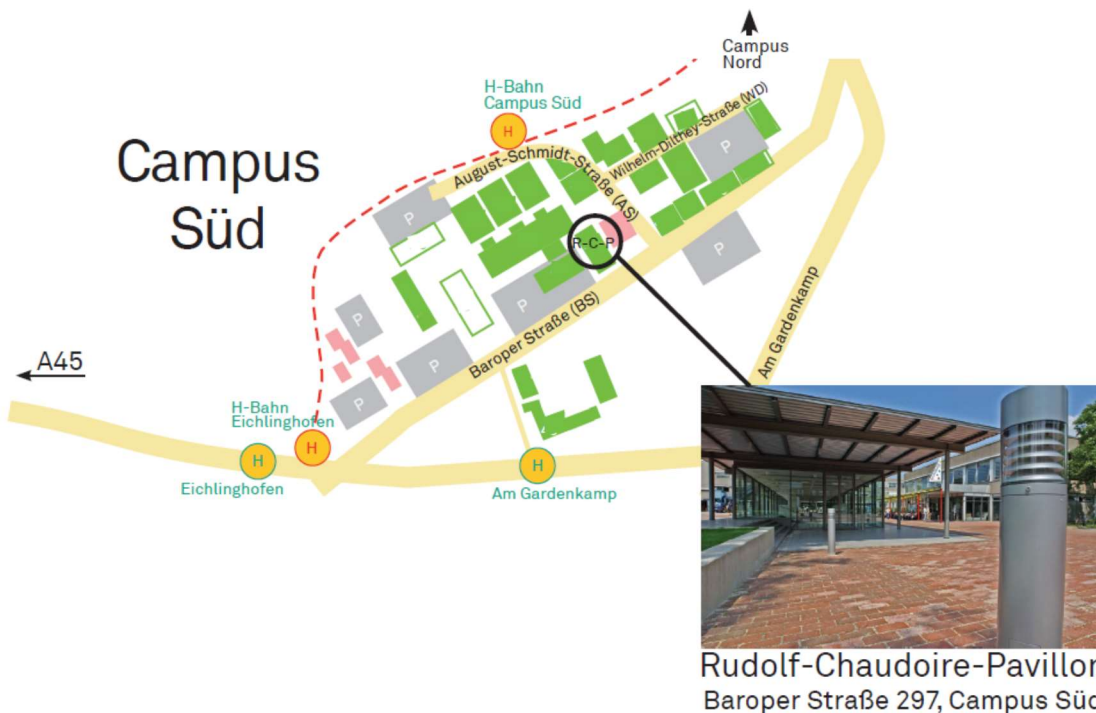 Campus
Nord
H-Bahn
Campus Süd
H
Campus
Süd
August-Schmidt-Straße (AS)
Wilhelm-Dilthey-Straße (WD)
P
P
R-C-P
P
P
P
P
P
Baroper Straße (BS)
Am Gardenkamp
A45
H-Bahn
Eichlinghofen
H
H
Eichlinghofen
H
Am Gardenkamp
Rudolf-Chaudoire-Pavillon
Baroper Straße 297, Campus Süd